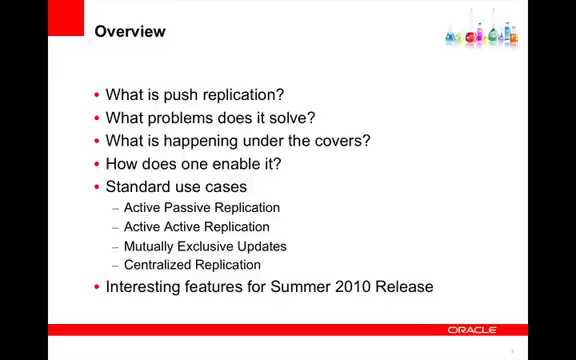 Overview
• What is push replication?
• What problems does it solve?
• What is happening under the covers?
• How does one enable it?
• Standard use cases
– Active Passive Replication
– Active Active Replication
– Mutually Exclusive Updates
– Centralized Replication
• Interesting features for Summer 2010 Release
ORACLE